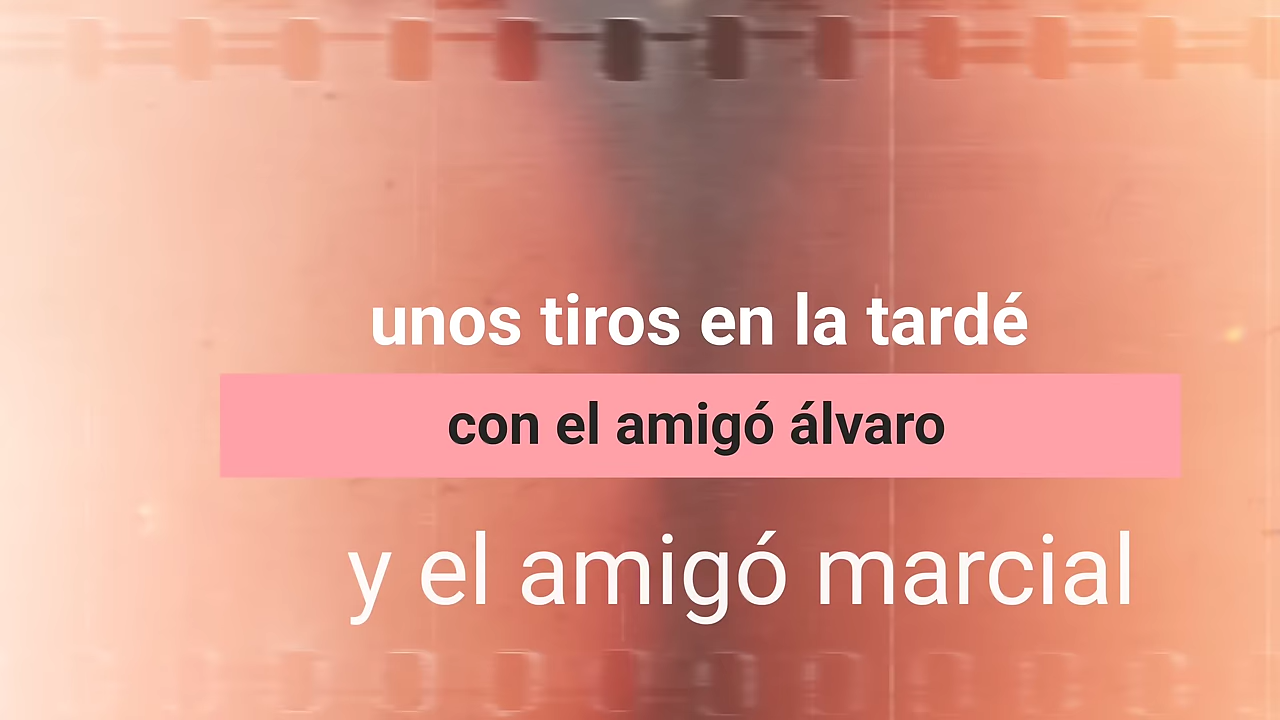 unos tiros en la tardé
con el amigó álvaro
y el amigó marcial